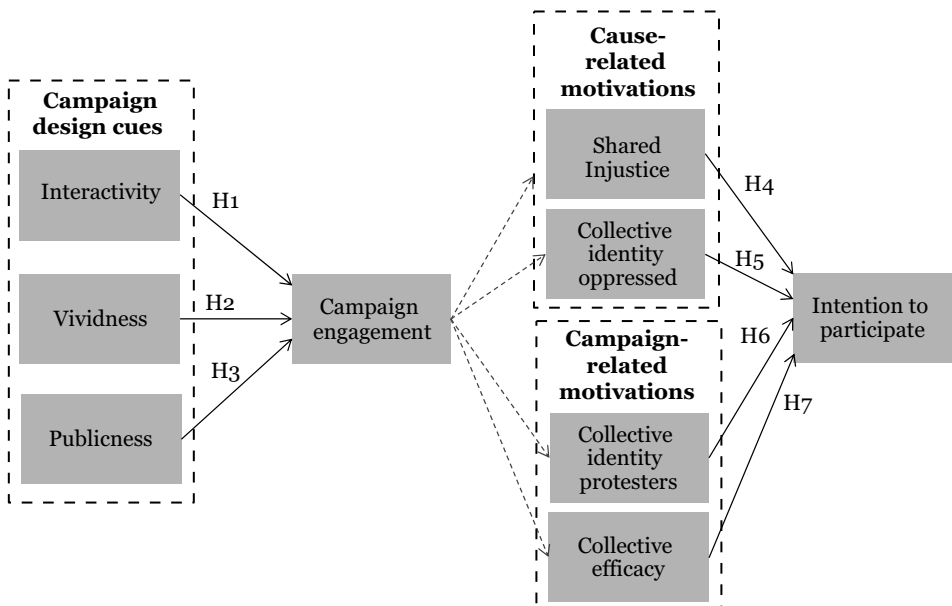 Campaign
design cues
Interactivity
Vividness
Publicness
H1
H2
H3
Campaign
engagement
Cause-
related
motivations
Shared
Injustice
Collective
identity
oppressed
Campaign-
related
motivations
Collective
identity
protesters
Collective
efficacy
H4
H5
H6
H7
Intention to
participate